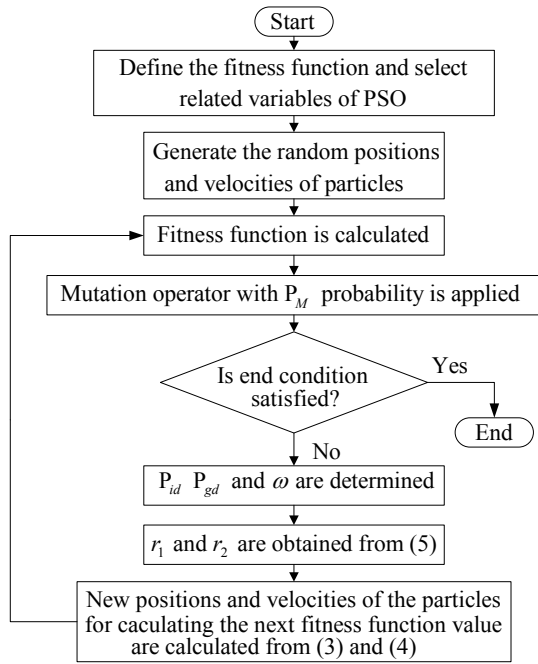 Start
Define the fitness function and select
related variables of PSO
Generate the random positions
and velocities of particles
Fitness function is calculated
Mutation operator with P_M probability is applied
Is end condition
satisfied?
Yes
End
No
P_id P_gd and ω are determined
r_1 and r_2 are obtained from (5)
New positions and velocities of the particles
for caculating the next fitness function value
are calculated from (3) and (4)